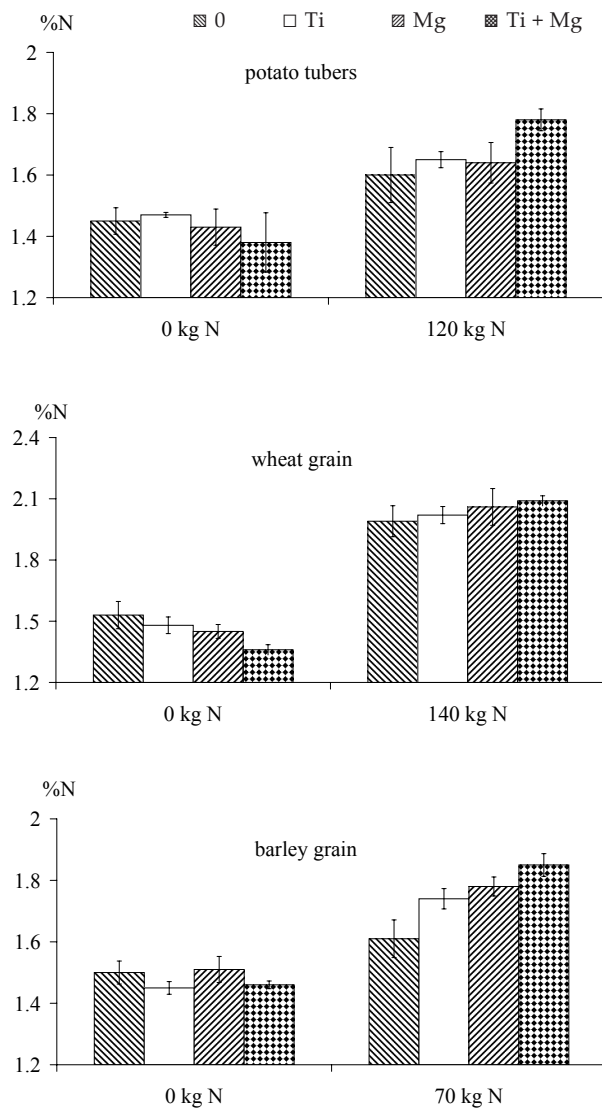 %N
0 Ti Mg Ti + Mg
2
potato tubers
1.8
1.6
1.4
1.2
0 kg N 120 kg N
%N
2.4
wheat grain
2.1
1.8
1.5
1.2
0 kg N 140 kg N
%N
2
barley grain
1.8
1.6
1.4
1.2
0 kg N 70 kg N